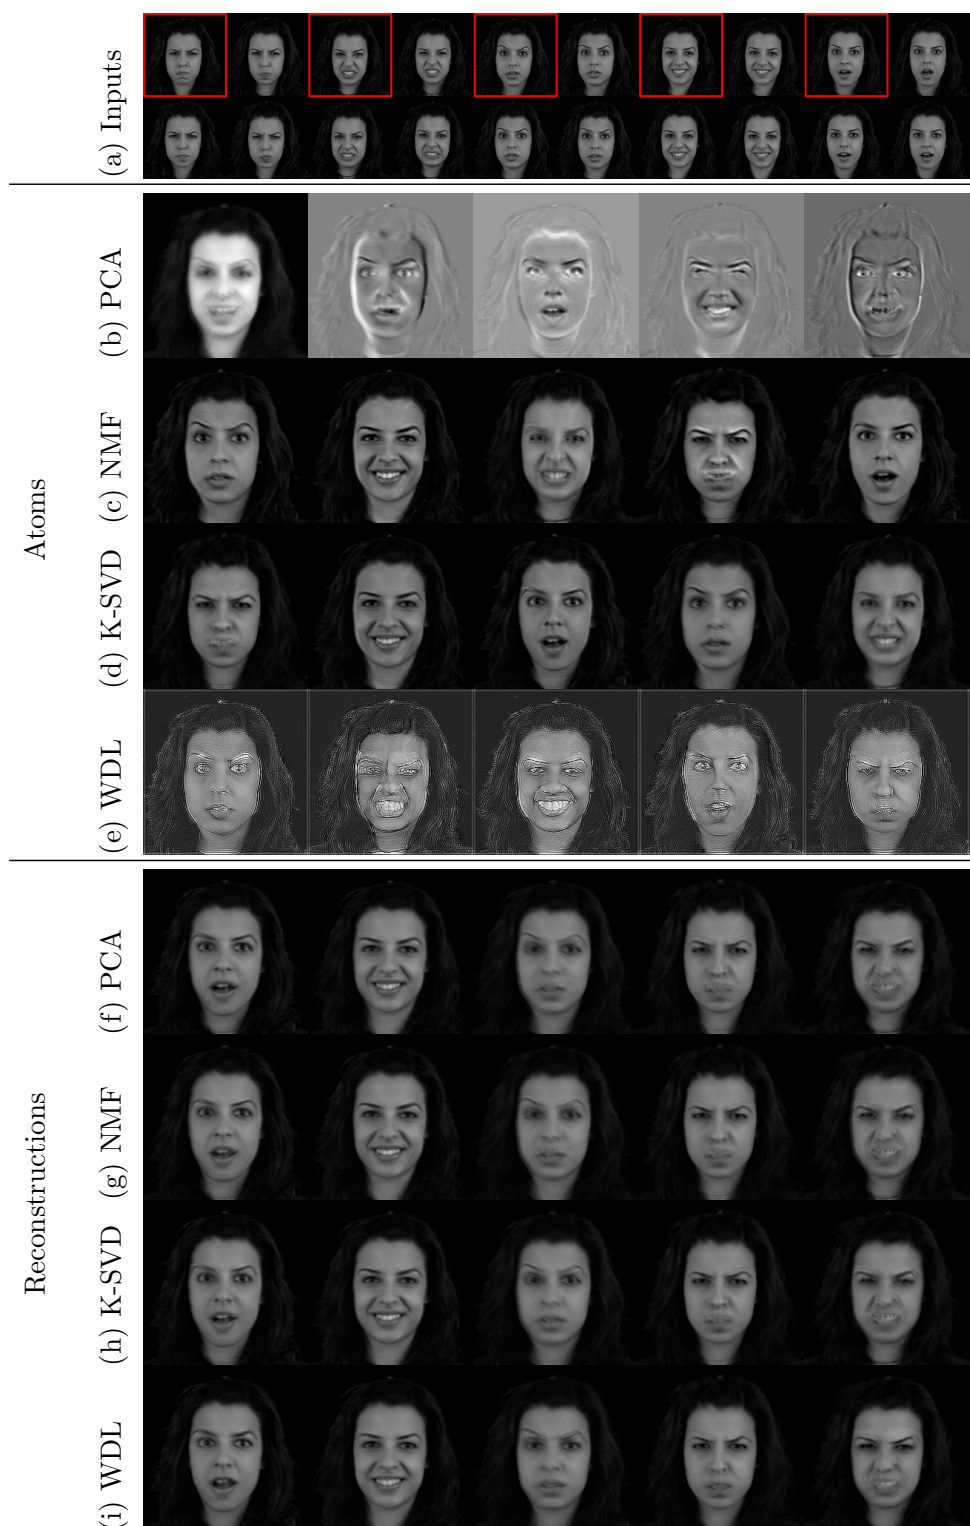 (a) Inputs
Atoms
(b) PCA
(c) NMF
(d) K-SVD
(e) WDL
Reconstructions
(f) PCA
(g) NMF
(h) K-SVD
(i) WDL